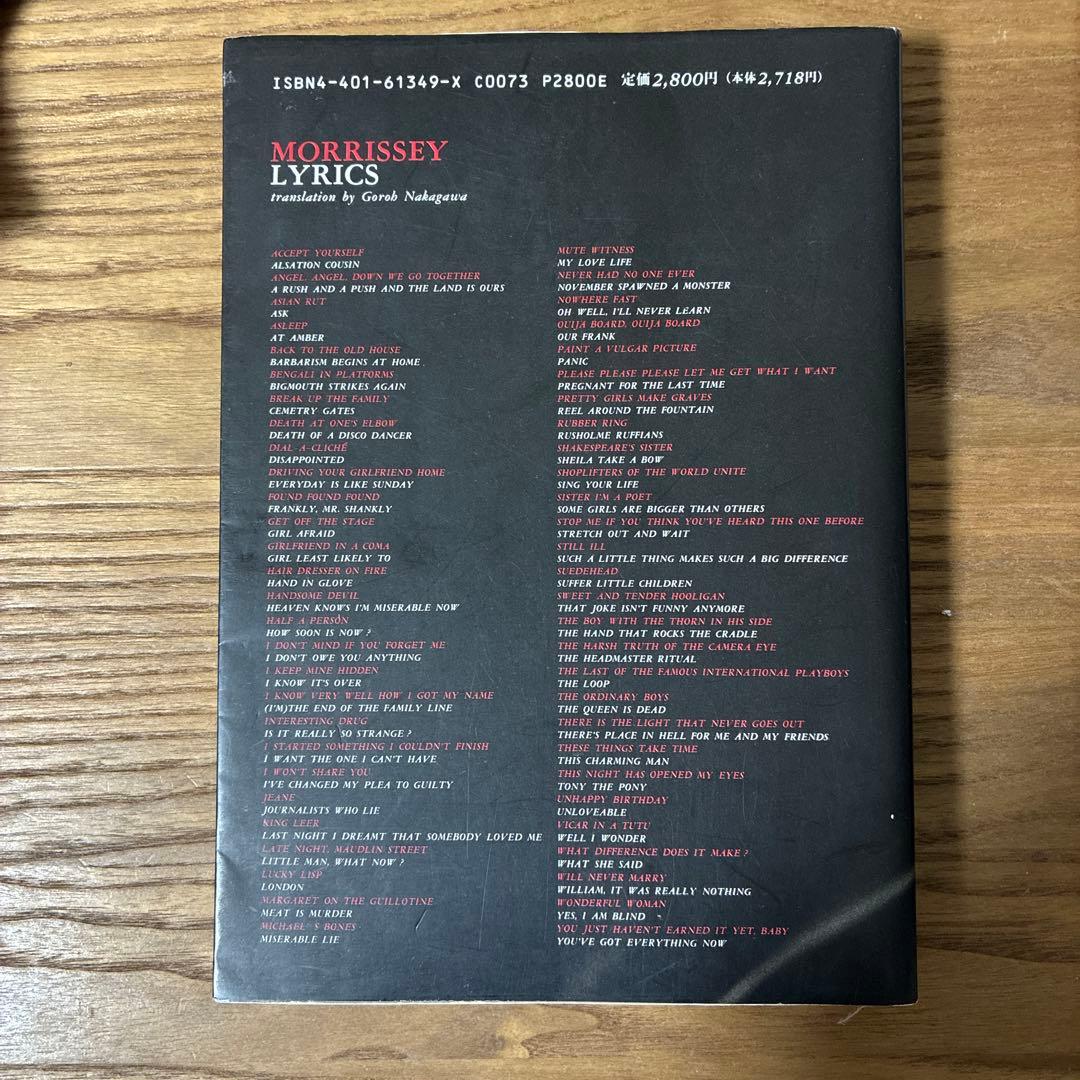 ISBN4-401-61349-X C0073 P2800E 定価2,800円 (本体2,718円)
MORRISSEY
LYRICS
translation by Goroh Nakagawa
ACCEPT YOURSELF
ALSATION COUSIN
ANGEL, ANGEL, DOWN WE GO TOGETHER
A RUSH AND A PUSH AND THE LAND IS OURS
ASIAN RUT
ASK
ASLEEP
AT AMBER
BACK TO THE OLD HOUSE
BARBARISM BEGINS AT HOME
BENGALI IN PLATFORMS
BIGMOUTH STRIKES AGAIN
BREAK UP THE FAMILY
CEMETRY GATES
DEATH AT ONE'S ELBOW
DEATH OF A DISCO DANCER
DIAL A-CLICHÉ
DISAPPOINTED
DRIVING YOUR GIRLFRIEND HOME
EVERYDAY IS LIKE SUNDAY
FOUND FOUND FOUND
FRANKLY, MR. SHANKLY
GET OFF THE STAGE
GIRL AFRAID
GIRLFRIEND IN A COMA
GIRL LEAST LIKELY TO
HAIR DRESSER ON FIRE
HAND IN GLOVE
HANDSOME DEVIL
HEAVEN KNOWS I'M MISERABLE NOW
HALF A PERSON
HOW SOON IS NOW ?
I DON'T MIND IF YOU FORGET ME
I DON'T OWE YOU ANYTHING
I KEEP MINE HIDDEN
I KNOW IT'S OVER
I KNOW VERY WELL HOW I GOT MY NAME
(I'M)THE END OF THE FAMILY LINE
INTERESTING DRUG
IS IT REALLY SO STRANGE ?
I STARTED SOMETHING I COULDN'T FINISH
I WANT THE ONE I CAN'T HAVE
I WON'T SHARE YOU
I'VE CHANGED MY PLEA TO GUILTY
JEANE
JOURNALISTS WHO LIE
KING LEER
LAST NIGHT I DREAMT THAT SOMEBODY LOVED ME
LATE NIGHT, MAUDLIN STREET
LITTLE MAN, WHAT NOW ?
LUCKY LISP
LONDON
MARGARET ON THE GUILLOTINE
MEAT IS MURDER
MICHAEL'S BONES
MISERABLE LIE
MUTE WITNESS
MY LOVE LIFE
NEVER HAD NO ONE EVER
NOVEMBER SPAWNED A MONSTER
NOWHERE FAST
OH WELL, I'LL NEVER LEARN
OUIJA BOARD, OUIJA BOARD
OUR FRANK
PAINT A VULGAR PICTURE
PANIC
PLEASE PLEASE PLEASE LET ME GET WHAT I WANT
PREGNANT FOR THE LAST TIME
PRETTY GIRLS MAKE GRAVES
REEL AROUND THE FOUNTAIN
RUBBER RING
RUSHOLME RUFFIANS
SHAKESPEARE'S SISTER
SHEILA TAKE A BOW
SHOPLIFTERS OF THE WORLD UNITE
SING YOUR LIFE
SISTER I'M A POET
SOME GIRLS ARE BIGGER THAN OTHERS
STOP ME IF YOU THINK YOU'VE HEARD THIS ONE BEFORE
STRETCH OUT AND WAIT
STILL ILL
SUCH A LITTLE THING MAKES SUCH A BIG DIFFERENCE
SUEDEHEAD
SUFFER LITTLE CHILDREN
SWEET AND TENDER HOOLIGAN
THAT JOKE ISN'T FUNNY ANYMORE
THE BOY WITH THE THORN IN HIS SIDE
THE HAND THAT ROCKS THE CRADLE
THE HARSH TRUTH OF THE CAMERA EYE
THE HEADMASTER RITUAL
THE LAST OF THE FAMOUS INTERNATIONAL PLAYBOYS
THE LOOP
THE ORDINARY BOYS
THE QUEEN IS DEAD
THERE IS THE LIGHT THAT NEVER GOES OUT
THERE'S PLACE IN HELL FOR ME AND MY FRIENDS
THESE THINGS TAKE TIME
THIS CHARMING MAN
THIS NIGHT HAS OPENED MY EYES
TONY THE PONY
UNHAPPY BIRTHDAY
UNLOVEABLE
VICAR IN A TUTU
WELL I WONDER
WHAT DIFFERENCE DOES IT MAKE ?
WHAT SHE SAID
WILL NEVER MARRY
WILLIAM, IT WAS REALLY NOTHING
WONDERFUL WOMAN
YES, I AM BLIND
YOU JUST HAVEN'T EARNED IT YET, BABY
YOU'VE GOT EVERYTHING NOW